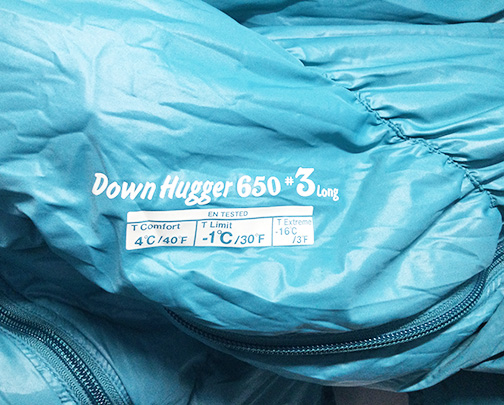 Down Hugger 650 #3 Long
EN TESTED
T Comfort T Limit T Extreme
4°C/40°F -1°C/30°F -16°C/3°F